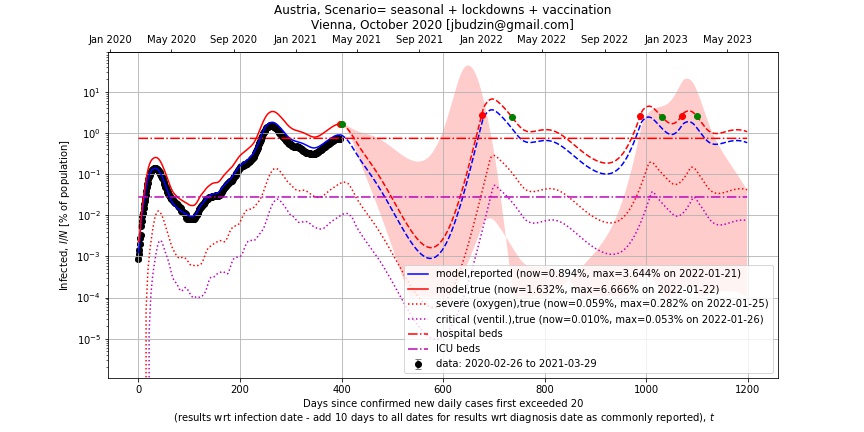 Austria, Scenario= seasonal + lockdowns + vaccination
Vienna, October 2020 [jbudzin@gmail.com]
Jan 2020 May 2020 Sep 2020 Jan 2021 May 2021 Sep 2021 Jan 2022 May 2022 Sep 2022 Jan 2023 May 2023
Infected, I/N [% of population]
10¹
10⁰
10⁻¹
10⁻²
10⁻³
10⁻⁴
10⁻⁵
model,reported (now=0.894%, max=3.644% on 2022-01-21)
model,true (now=1.632%, max=6.666% on 2022-01-22)
severe (oxygen),true (now=0.059%, max=0.282% on 2022-01-25)
critical (ventil.),true (now=0.010%, max=0.053% on 2022-01-26)
hospital beds
ICU beds
data: 2020-02-26 to 2021-03-29
0 200 400 600 800 1000 1200
Days since confirmed new daily cases first exceeded 20
(results wrt infection date - add 10 days to all dates for results wrt diagnosis date as commonly reported), t